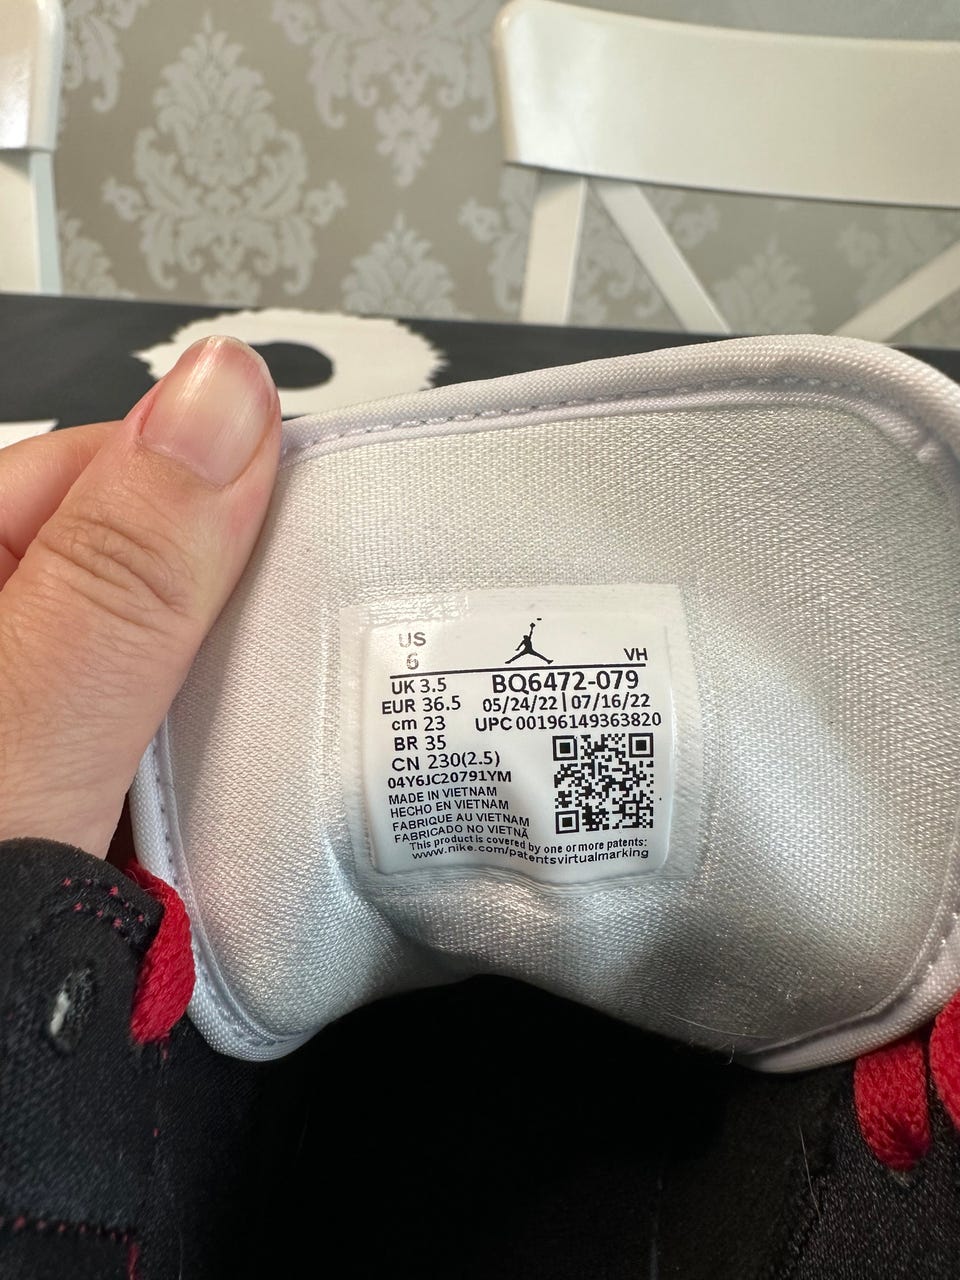 US
6
VH
UK 3.5
BQ6472-079
EUR 36.5
05/24/22|07/16/22
cm 23
UPC 00196149363820
BR 35
CN 230(2.5)
04Y6JC20791YM
MADE IN VIETNAM
HECHO EN VIETNAM
FABRIQUE AU VIETNAM
FABRICADO NO VIETNÃ
This product is covered by one or more patents:
www.nike.com/patentsvirtualmarking